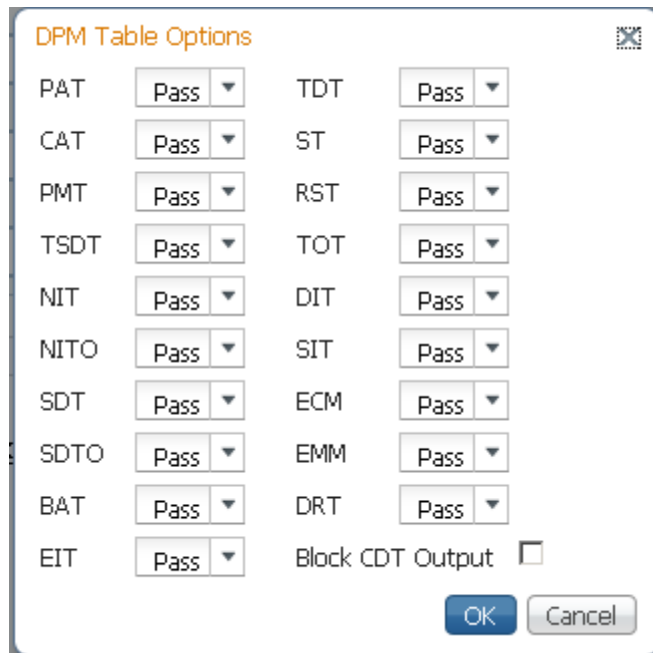 DPM Table Options
PAT Pass TDT Pass
CAT Pass ST Pass
PMT Pass RST Pass
TSDT Pass TOT Pass
NIT Pass DIT Pass
NITO Pass SIT Pass
SDT Pass ECM Pass
SDTO Pass EMM Pass
BAT Pass DRT Pass
EIT Pass Block CDT Output
OK Cancel